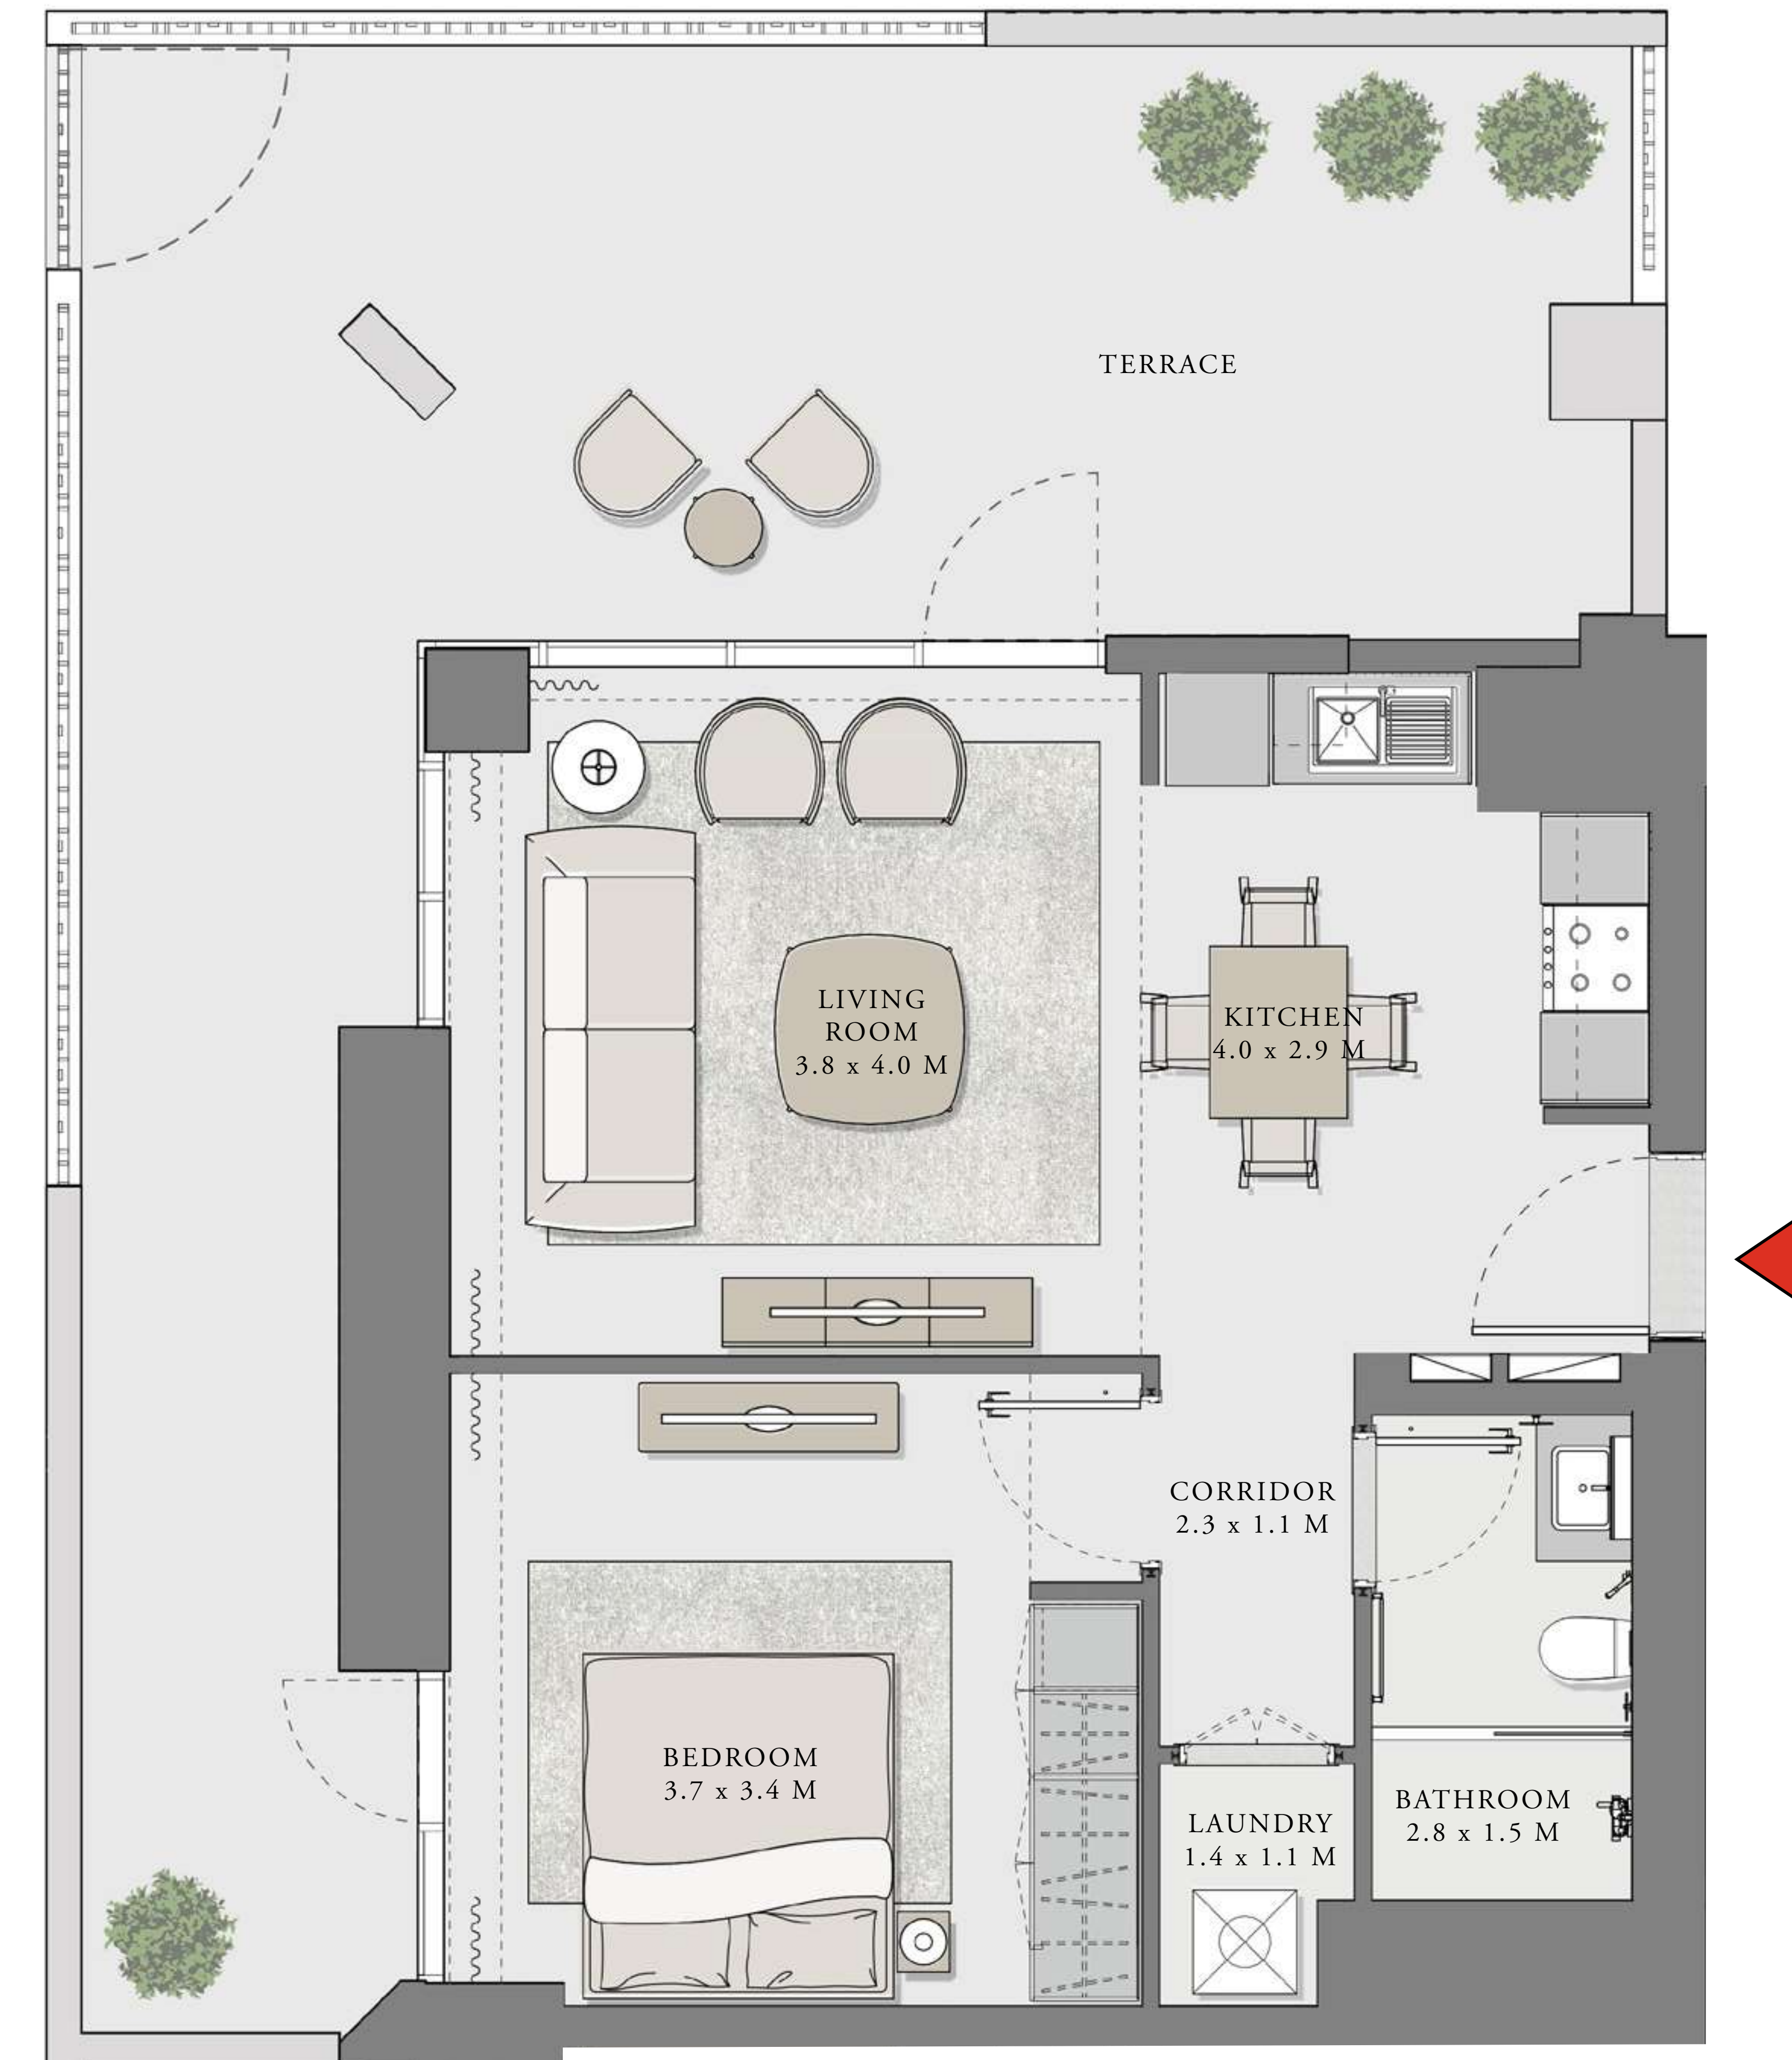 TERRACE
LIVING
ROOM
3.8 x 4.0 M
KITCHEN
4.0 x 2.9 M
CORRIDOR
2.3 x 1.1 M
BEDROOM
3.7 x 3.4 M
LAUNDRY
1.4 x 1.1 M
BATHROOM
2.8 x 1.5 M